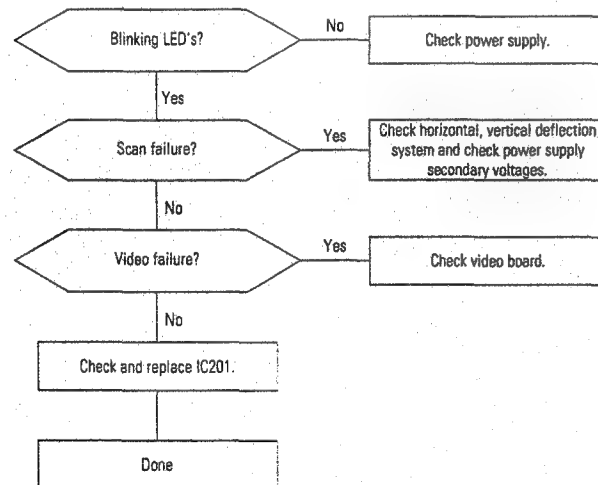 Blinking LED's?
No
Check power supply.
Yes
Scan failure?
Yes
Check horizontal, vertical deflection
system and check power supply
secondary voltages.
No
Video failure?
Yes
Check video board.
No
Check and replace IC201.
Done